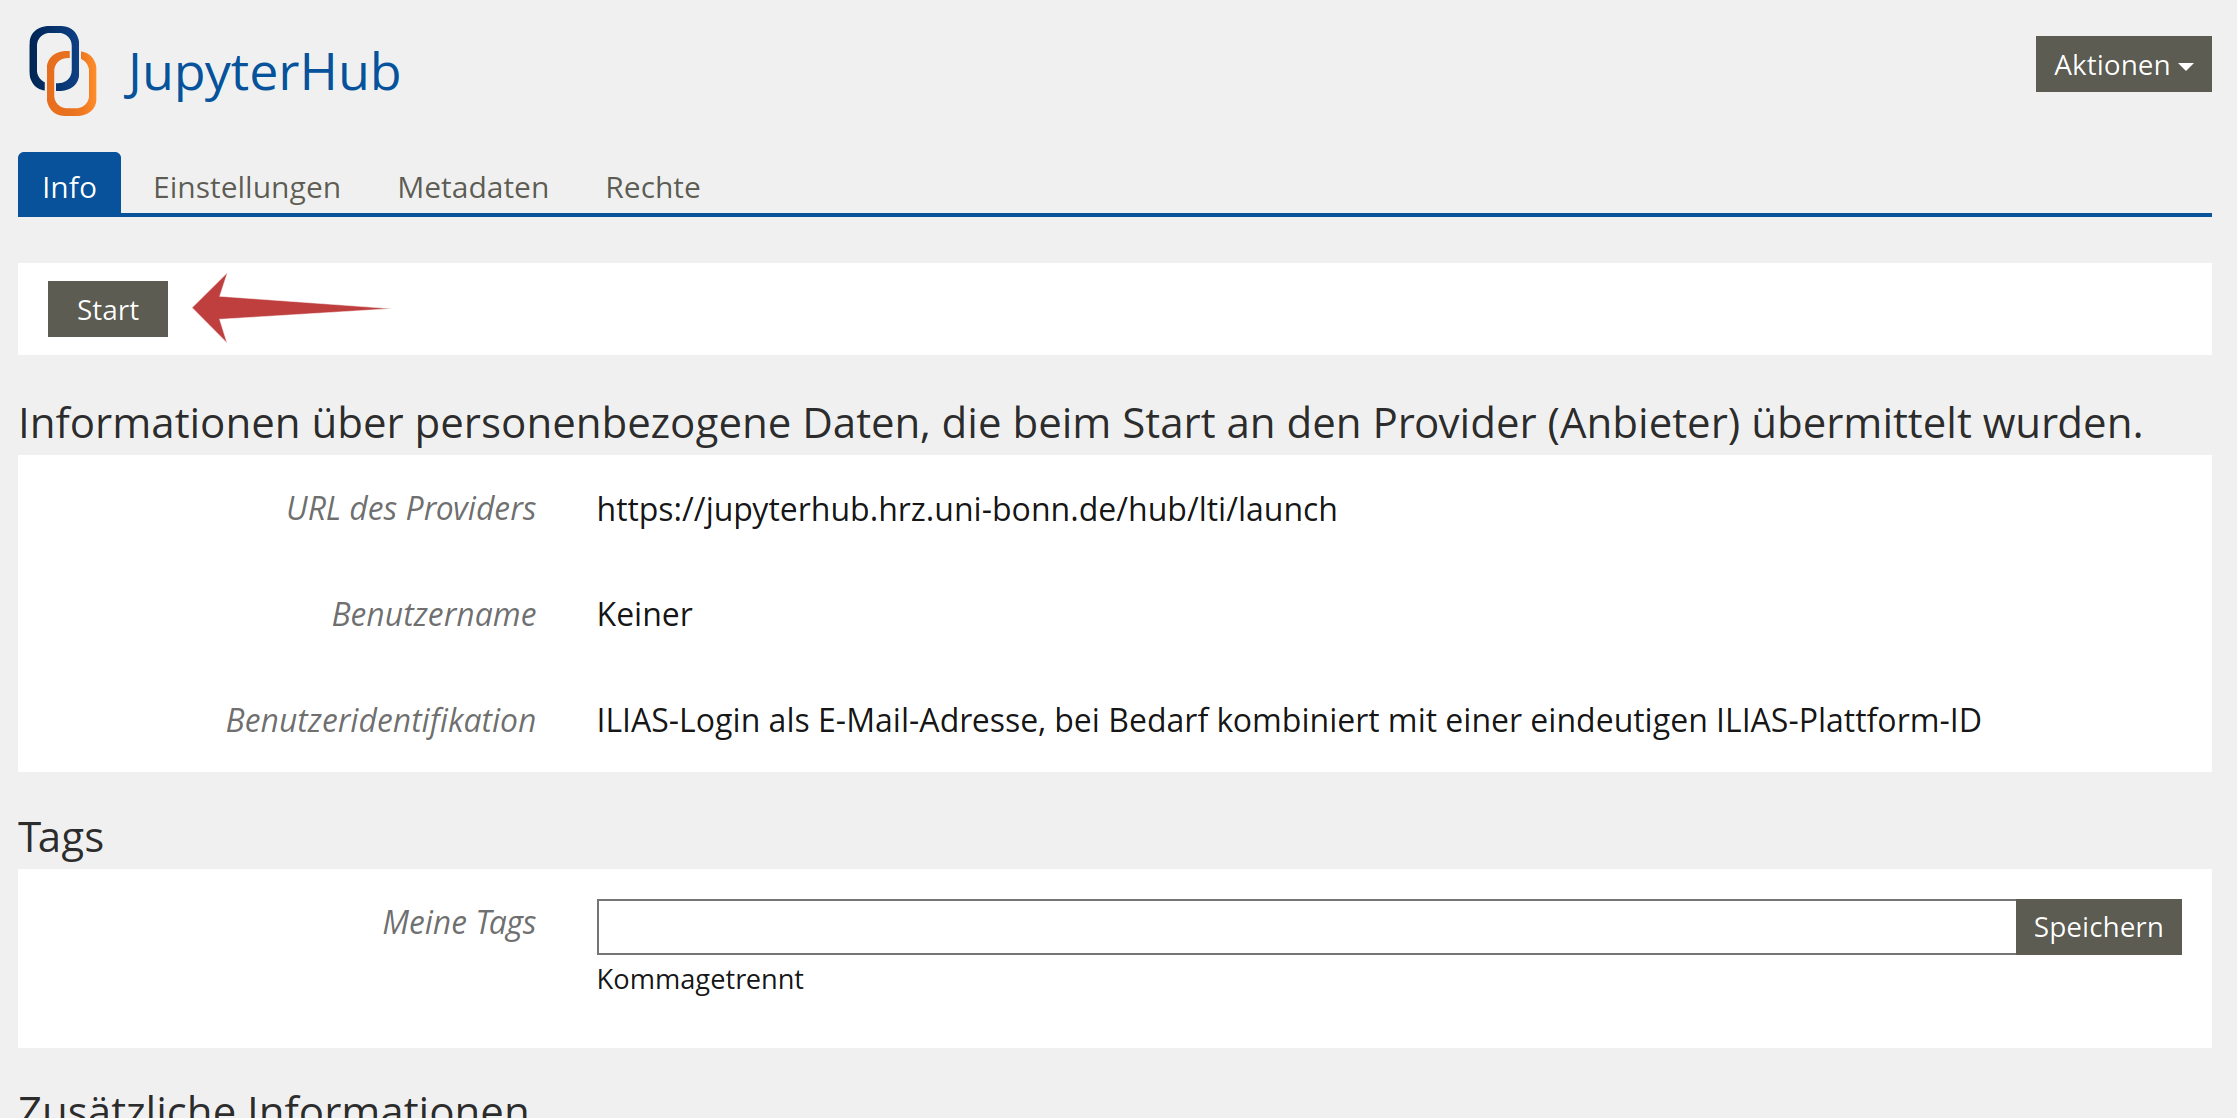 JupyterHub
Aktionen
Info Einstellungen Metadaten Rechte
Start
Informationen über personenbezogene Daten, die beim Start an den Provider (Anbieter) übermittelt wurden.
URL des Providers https://jupyterhub.hrz.uni-bonn.de/hub/lti/launch
Benutzername Keiner
Benutzeridentifikation ILIAS-Login als E-Mail-Adresse, bei Bedarf kombiniert mit einer eindeutigen ILIAS-Plattform-ID
Tags
Meine Tags Speichern
Kommagetrennt
Zusätzliche Informationen